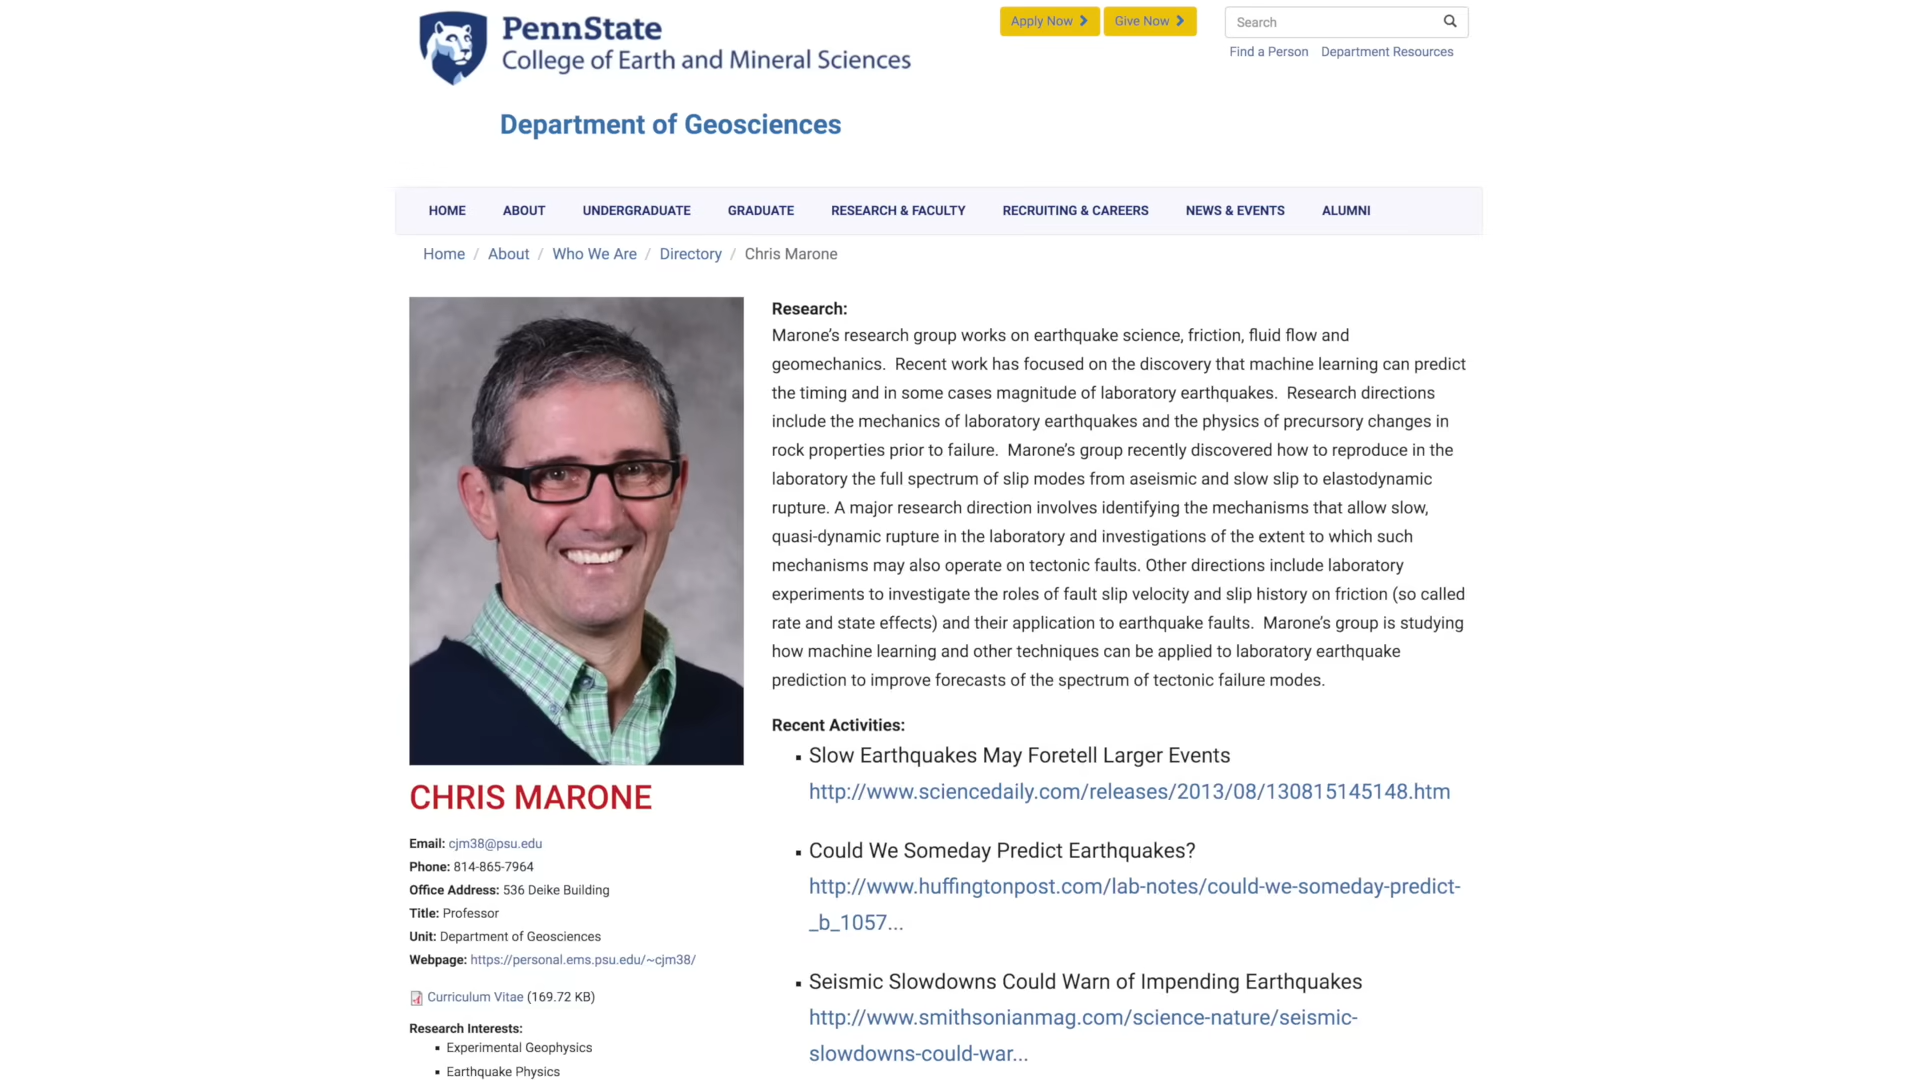 PennState
College of Earth and Mineral Sciences
Apply Now
Give Now
Search
Find a Person
Department Resources
Department of Geosciences
HOME
ABOUT
UNDERGRADUATE
GRADUATE
RESEARCH & FACULTY
RECRUITING & CAREERS
NEWS & EVENTS
ALUMNI
Home / About / Who We Are / Directory / Chris Marone
CHRIS MARONE
Email: cjm38@psu.edu
Phone: 814-865-7964
Office Address: 536 Deike Building
Title: Professor
Unit: Department of Geosciences
Webpage: https://personal.ems.psu.edu/~cjm38/
Curriculum Vitae (169.72 KB)
Research Interests:
▪ Experimental Geophysics
▪ Earthquake Physics
Research:
Marone’s research group works on earthquake science, friction, fluid flow and
geomechanics.  Recent work has focused on the discovery that machine learning can predict
the timing and in some cases magnitude of laboratory earthquakes.  Research directions
include the mechanics of laboratory earthquakes and the physics of precursory changes in
rock properties prior to failure.  Marone’s group recently discovered how to reproduce in the
laboratory the full spectrum of slip modes from aseismic and slow slip to elastodynamic
rupture. A major research direction involves identifying the mechanisms that allow slow,
quasi-dynamic rupture in the laboratory and investigations of the extent to which such
mechanisms may also operate on tectonic faults. Other directions include laboratory
experiments to investigate the roles of fault slip velocity and slip history on friction (so called
rate and state effects) and their application to earthquake faults.  Marone’s group is studying
how machine learning and other techniques can be applied to laboratory earthquake
prediction to improve forecasts of the spectrum of tectonic failure modes.
Recent Activities:
▪ Slow Earthquakes May Foretell Larger Events
http://www.sciencedaily.com/releases/2013/08/130815145148.htm
▪ Could We Someday Predict Earthquakes?
http://www.huffingtonpost.com/lab-notes/could-we-someday-predict-
_b_1057...
▪ Seismic Slowdowns Could Warn of Impending Earthquakes
http://www.smithsonianmag.com/science-nature/seismic-
slowdowns-could-war...